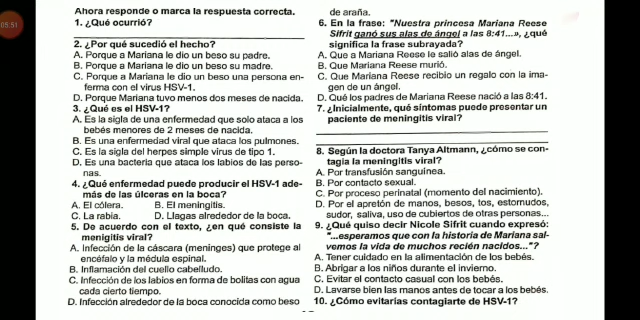 05:51
Ahora responde o marca la respuesta correcta.
1. ¿Qué ocurrió?
2. ¿Por qué sucedió el hecho?
A. Porque a Mariana le dio un beso su padre.
B. Porque a Mariana le dio un beso su madre.
C. Porque a Mariana le dio un beso una persona en-
ferma con el virus HSV-1.
D. Porque Mariana tuvo menos dos meses de nacida.
3. ¿Qué es el HSV-1?
A. Es la sigla de una enfermedad que solo ataca a los
bebés menores de 2 meses de nacida.
B. Es una enfermedad viral que ataca los pulmones.
C. Es la sigla del herpes simple virus de tipo 1.
D. Es una bacteria que ataca los labios de las perso-
nas.
4. ¿Qué enfermedad puede producir el HSV-1 ade-
más de las úlceras en la boca?
A. El cólera. B. El meningitis.
C. La rabia. D. Llagas alrededor de la boca.
5. De acuerdo con el texto, ¿en qué consiste la
menigitis viral?
A. Infección de la cáscara (meninges) que protege al
encéfalo y la médula espinal.
B. Inflamación del cuello cabelludo.
C. Infección de los labios en forma de bolitas con agua
cada cierto tiempo.
D. Infección alrededor de la boca conocida como beso
de araña.
6. En la frase: "Nuestra princesa Mariana Reese
Sifrit ganó sus alas de ángel a las 8:41...», ¿qué
significa la frase subrayada?
A. Que a Mariana Reese le salió alas de ángel.
B. Que Mariana Reese murió.
C. Que Mariana Reese recibio un regalo con la ima-
gen de un ángel.
D. Qué los padres de Mariana Reese nació a las 8:41.
7. ¿Inicialmente, qué síntomas puede presentar un
paciente de meningitis viral?
8. Según la doctora Tanya Altmann, ¿cómo se con-
tagia la meningitis viral?
A. Por transfusión sanguínea.
B. Por contacto sexual.
C. Por proceso perinatal (momento del nacimiento).
D. Por el apretón de manos, besos, tos, estornudos,
sudor, saliva, uso de cubiertos de otras personas...
9. ¿Qué quiso decir Nicole Sifrit cuando expresó:
"...esperamos que con la historia de Mariana sal-
vemos la vida de muchos recién nacidos..."?
A. Tener cuidado en la alimentación de los bebés.
B. Abrigar a los niños durante el invierno.
C. Evitar el contacto casual con los bebés.
D. Lavarse bien las manos antes de tocar a los bebés.
10. ¿Cómo evitarías contagiarte de HSV-1?